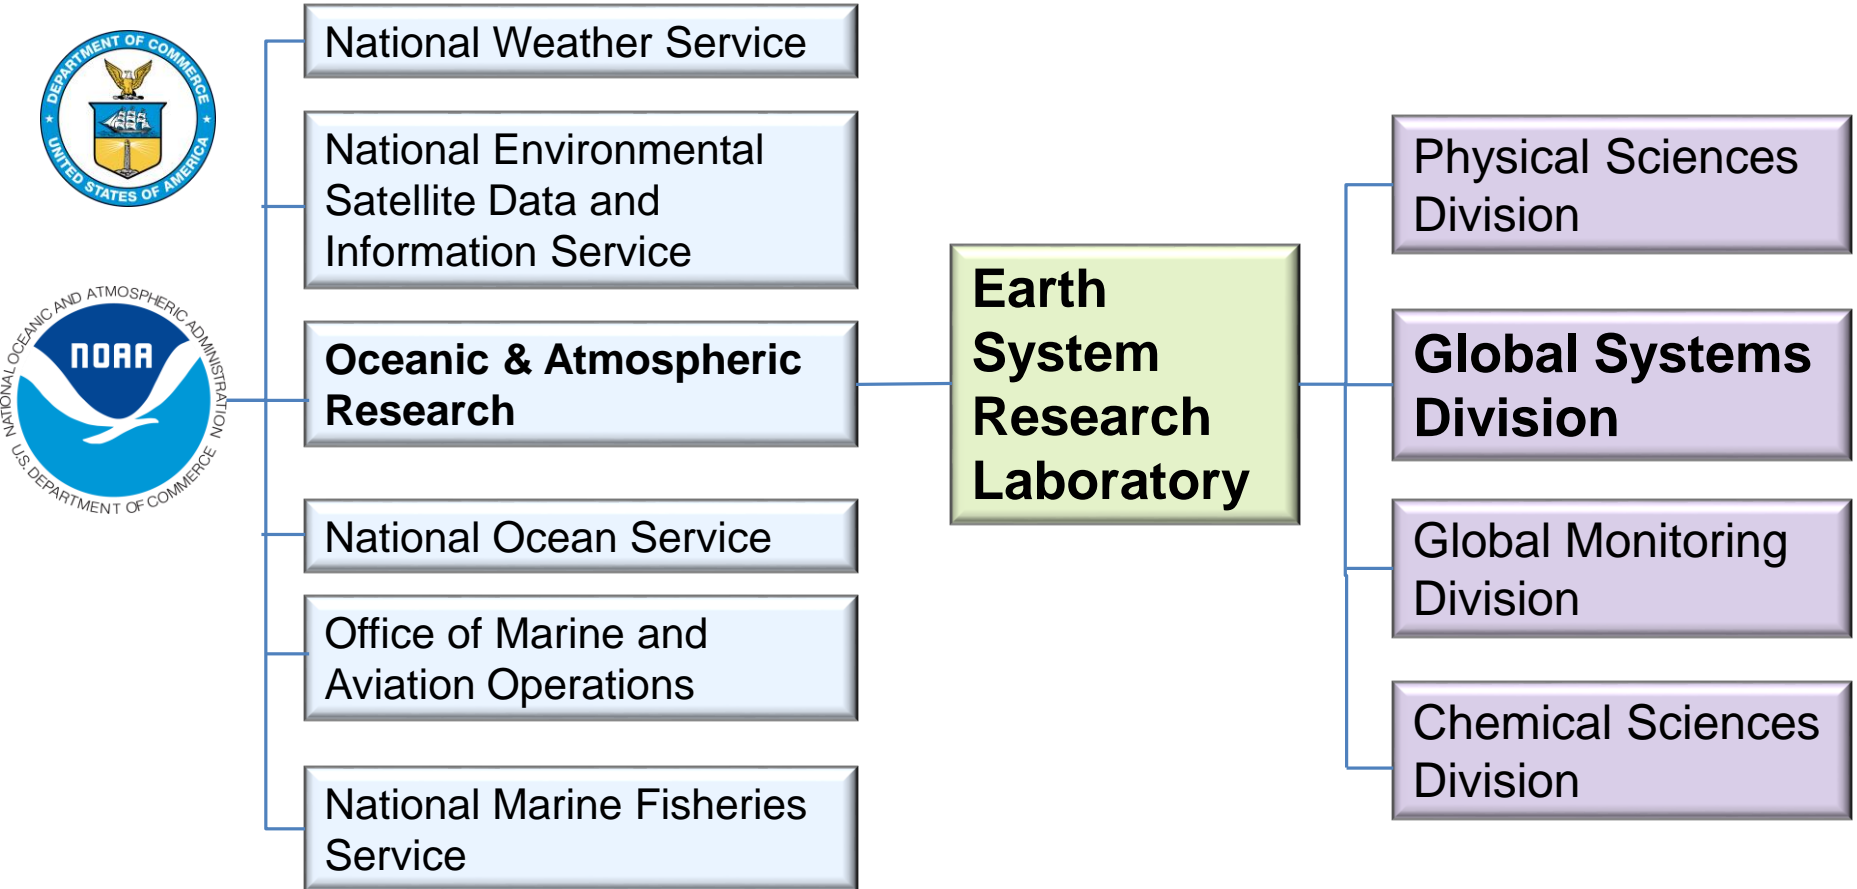 DEPARTMENT OF COMMERCE
UNITED STATES OF AMERICA
National Weather Service
National Environmental
Satellite Data and
Information Service
NATIONAL OCEANIC AND ATMOSPHERIC ADMINISTRATION
NOAA
U.S. DEPARTMENT OF COMMERCE
Oceanic & Atmospheric
Research
National Ocean Service
Office of Marine and
Aviation Operations
National Marine Fisheries
Service
Earth
System
Research
Laboratory
Physical Sciences
Division
Global Systems
Division
Global Monitoring
Division
Chemical Sciences
Division